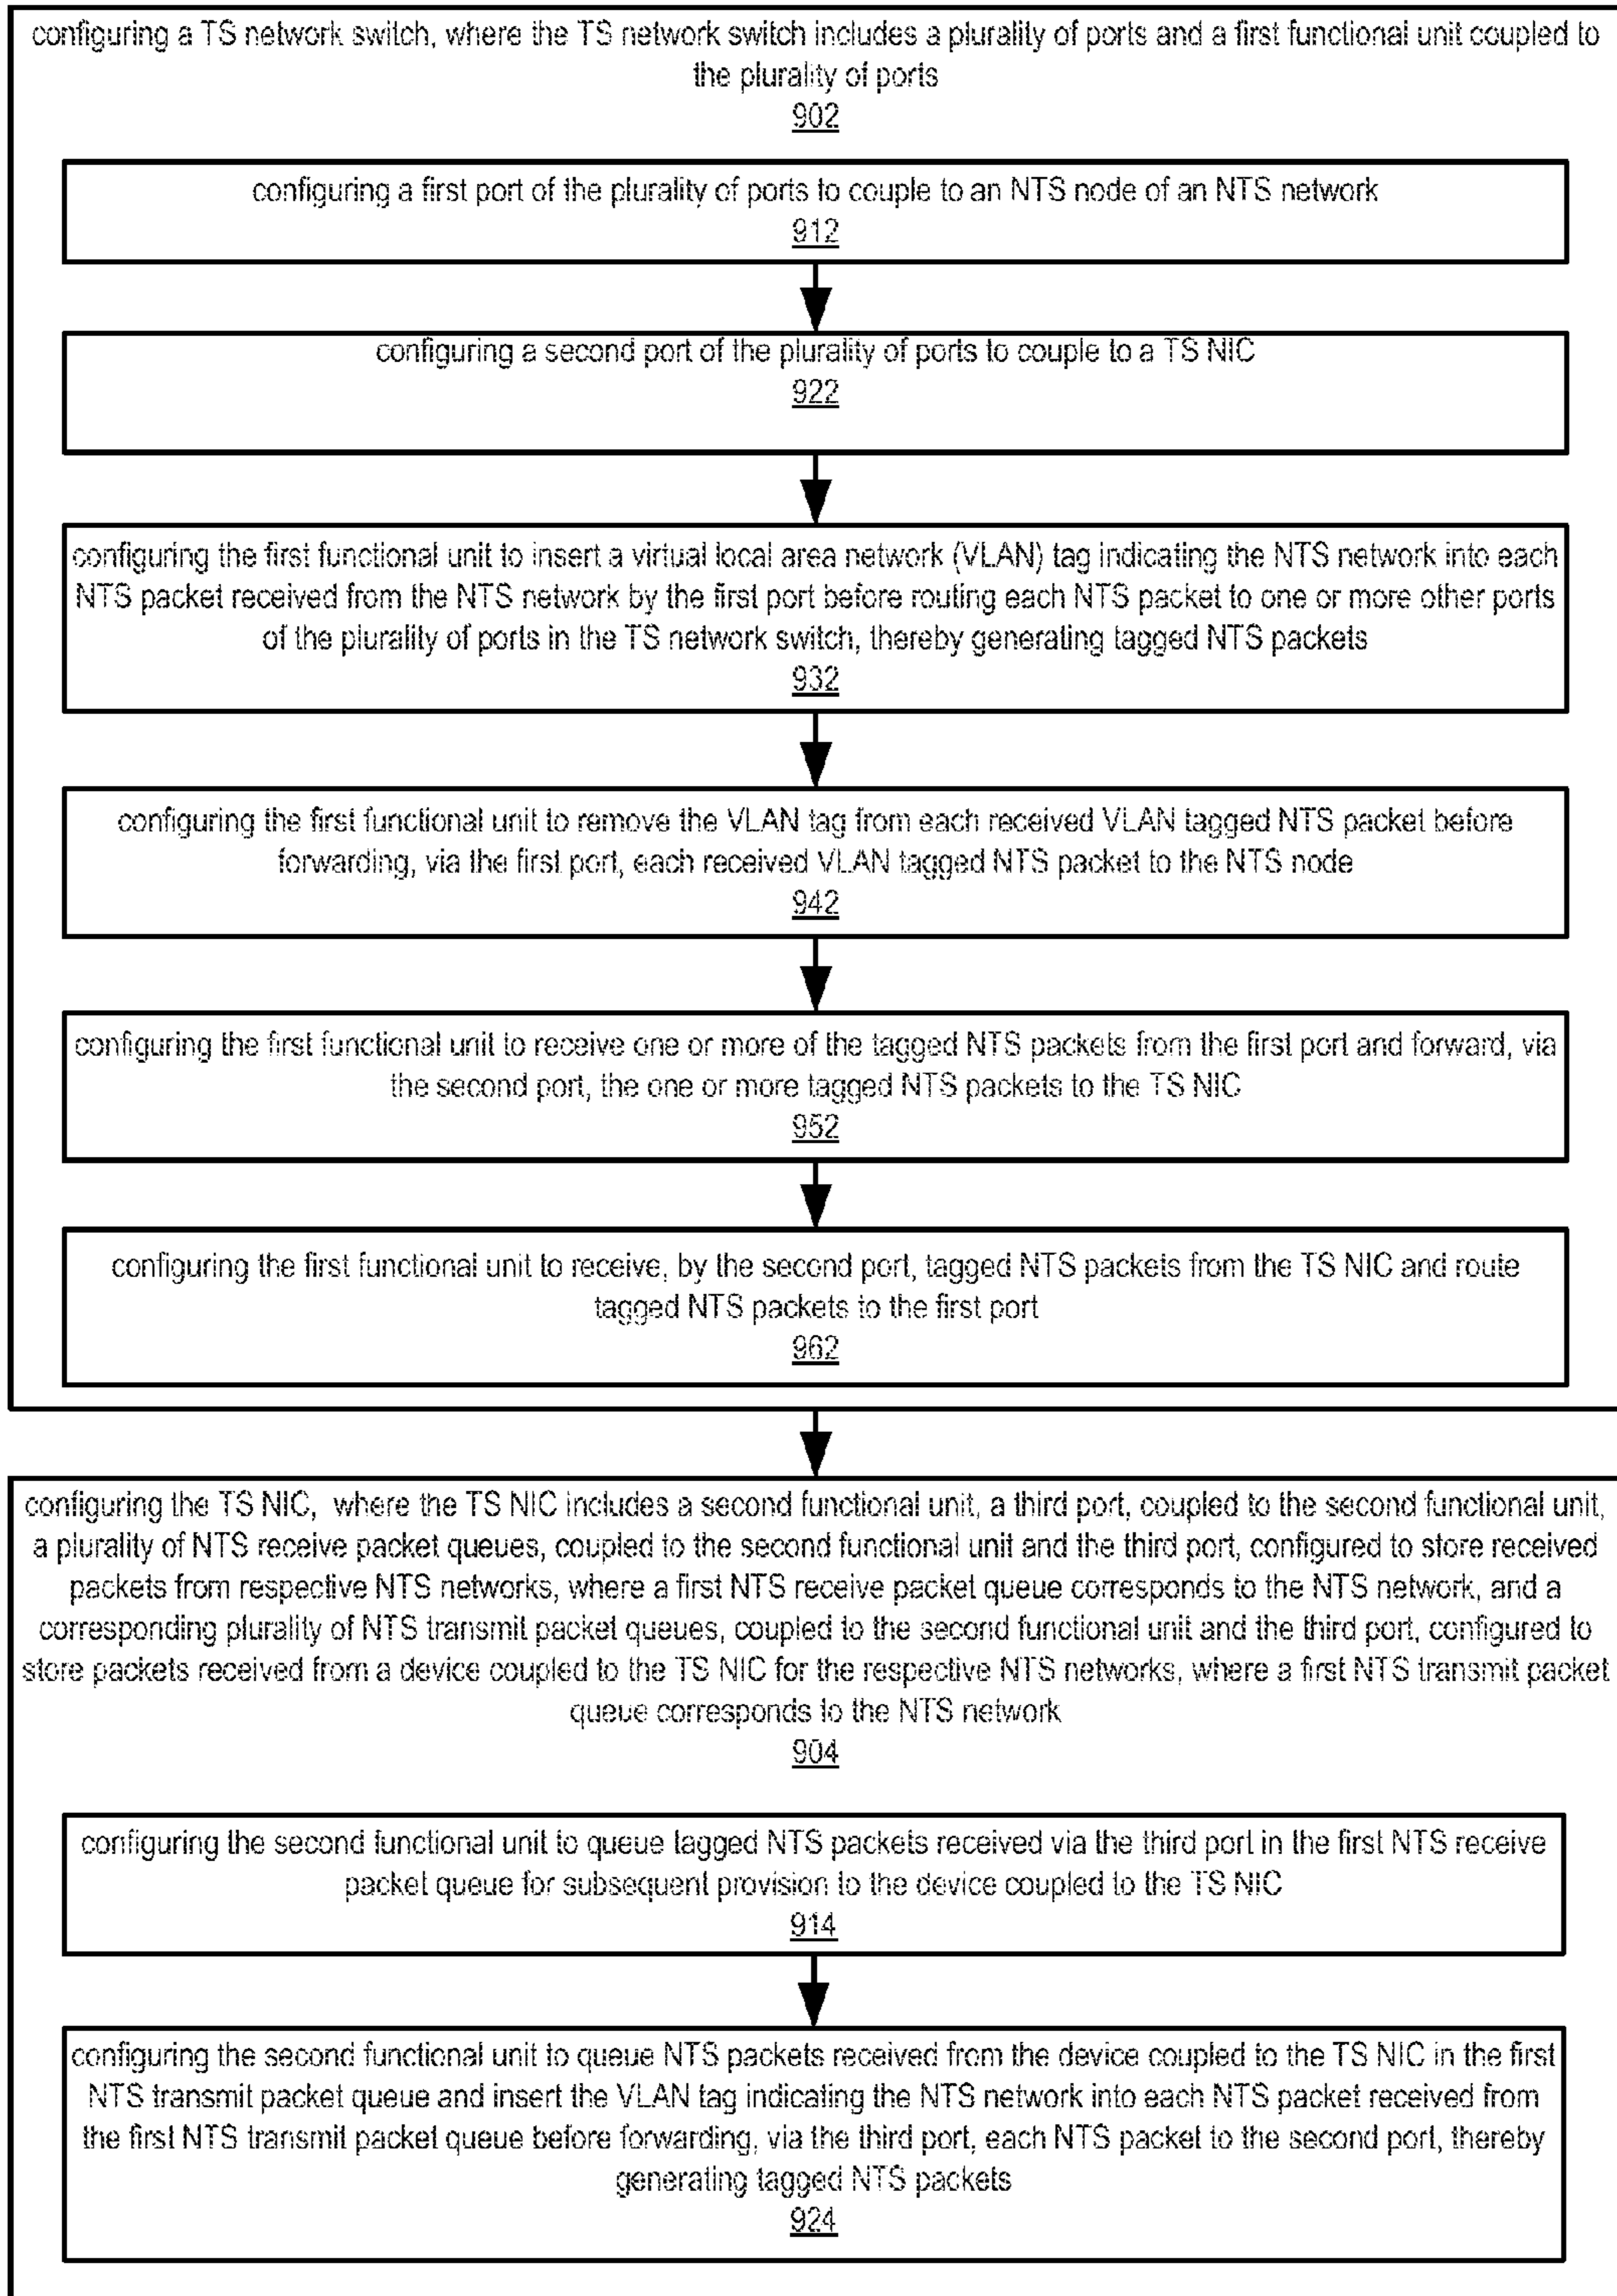 configuring a TS network switch, where the TS network switch includes a plurality of ports and a first functional unit coupled to
the plurality of ports
902
configuring a first port of the plurality of ports to couple to an NTS node of an NTS network
912
configuring a second port of the plurality of ports to couple to a TS NIC
922
configuring the first functional unit to insert a virtual local area network (VLAN) tag indicating the NTS network into each
NTS packet received from the NTS network by the first port before routing each NTS packet to one or more other ports
of the plurality of ports in the TS network switch, thereby generating tagged NTS packets
932
configuring the first functional unit to remove the VLAN tag from each received VLAN tagged NTS packet before
forwarding, via the first port, each received VLAN tagged NTS packet to the NTS node
942
configuring the first functional unit to receive one or more of the tagged NTS packets from the first port and forward, via
the second port, the one or more tagged NTS packets to the TS NIC
952
configuring the first functional unit to receive, by the second port, tagged NTS packets from the TS NIC and route
tagged NTS packets to the first port
962
configuring the TS NIC, where the TS NIC includes a second functional unit, a third port, coupled to the second functional unit,
a plurality of NTS receive packet queues, coupled to the second functional unit and the third port, configured to store received
packets from respective NTS networks, where a first NTS receive packet queue corresponds to the NTS network, and a
corresponding plurality of NTS transmit packet queues, coupled to the second functional unit and the third port, configured to
store packets received from a device coupled to the TS NIC for the respective NTS networks, where a first NTS transmit packet
queue corresponds to the NTS network
904
configuring the second functional unit to queue tagged NTS packets received via the third port in the first NTS receive
packet queue for subsequent provision to the device coupled to the TS NIC
914
configuring the second functional unit to queue NTS packets received from the device coupled to the TS NIC in the first
NTS transmit packet queue and insert the VLAN tag indicating the NTS network into each NTS packet received from
the first NTS transmit packet queue before forwarding, via the third port, each NTS packet to the second port, thereby
generating tagged NTS packets
924